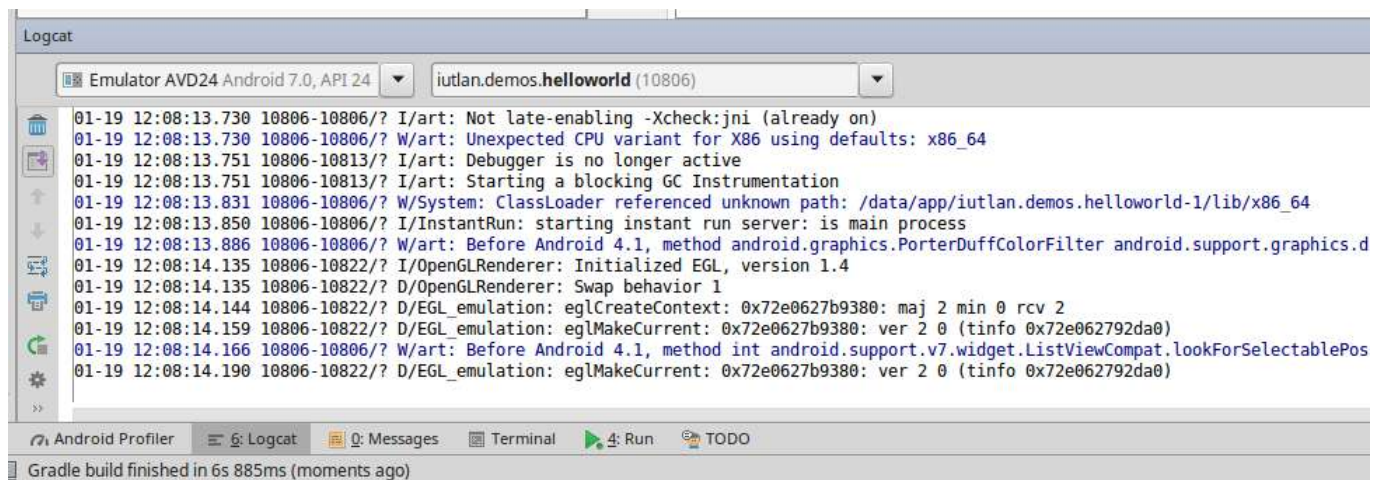 Logcat
Emulator AVD24 Android 7.0, API 24 iutlan.demos.helloworld (10806)
01-19 12:08:13.730 10806-10806/? I/art: Not late-enabling -Xcheck:jni (already on)
01-19 12:08:13.730 10806-10806/? W/art: Unexpected CPU variant for X86 using defaults: x86_64
01-19 12:08:13.751 10806-10813/? I/art: Debugger is no longer active
01-19 12:08:13.751 10806-10813/? I/art: Starting a blocking GC Instrumentation
01-19 12:08:13.831 10806-10806/? W/System: ClassLoader referenced unknown path: /data/app/iutlan.demos.helloworld-1/lib/x86_64
01-19 12:08:13.850 10806-10806/? I/InstantRun: starting instant run server: is main process
01-19 12:08:13.886 10806-10806/? W/art: Before Android 4.1, method android.graphics.PorterDuffColorFilter android.support.graphics.d
01-19 12:08:14.135 10806-10822/? I/OpenGLRenderer: Initialized EGL, version 1.4
01-19 12:08:14.135 10806-10822/? D/OpenGLRenderer: Swap behavior 1
01-19 12:08:14.144 10806-10822/? D/EGL_emulation: eglCreateContext: 0x72e0627b9380: maj 2 min 0 rcv 2
01-19 12:08:14.159 10806-10822/? D/EGL_emulation: eglMakeCurrent: 0x72e0627b9380: ver 2 0 (tinfo 0x72e062792da0)
01-19 12:08:14.166 10806-10806/? W/art: Before Android 4.1, method int android.support.v7.widget.ListViewCompat.lookForSelectablePos
01-19 12:08:14.190 10806-10822/? D/EGL_emulation: eglMakeCurrent: 0x72e0627b9380: ver 2 0 (tinfo 0x72e062792da0)
Android Profiler 6: Logcat 0: Messages Terminal 4: Run TODO
Gradle build finished in 6s 885ms (moments ago)